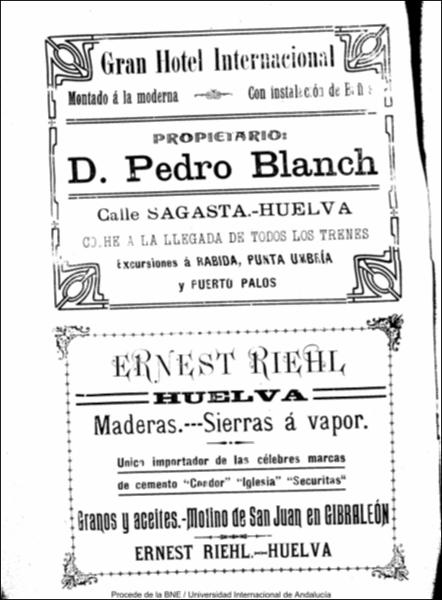 Gran Hotel Internacional
Montado á la moderna Con instalación de Baños
PROPIETARIO:
D. Pedro Blanch
Calle SAGASTA.-HUELVA
COCHE A LA LLEGADA DE TODOS LOS TRENES
Excursiones á RABIDA, PUNTA UMBRÍA
y PUERTO PALOS
ERNEST RIEHL
HUELVA
Maderas.---Sierras á vapor.
Unico importador de las célebres marcas
de cemento "Condor" "Iglesia" "Securitas"
Granos y aceites.-Molino de San Juan en GIBRALEÓN
ERNEST RIEHL.--HUELVA
Procede de la BNE / Universidad Internacional de Andalucía